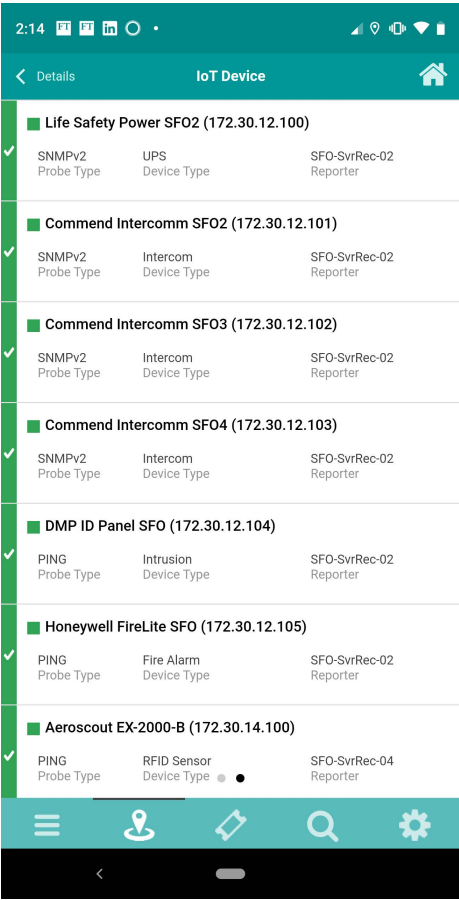 2:14 FT FT in
Details IoT Device
Life Safety Power SFO2 (172.30.12.100)
SNMPv2 UPS SFO-SvrRec-02
Probe Type Device Type Reporter
Commend Intercomm SFO2 (172.30.12.101)
SNMPv2 Intercom SFO-SvrRec-02
Probe Type Device Type Reporter
Commend Intercomm SFO3 (172.30.12.102)
SNMPv2 Intercom SFO-SvrRec-02
Probe Type Device Type Reporter
Commend Intercomm SFO4 (172.30.12.103)
SNMPv2 Intercom SFO-SvrRec-02
Probe Type Device Type Reporter
DMP ID Panel SFO (172.30.12.104)
PING Intrusion SFO-SvrRec-02
Probe Type Device Type Reporter
Honeywell FireLite SFO (172.30.12.105)
PING Fire Alarm SFO-SvrRec-02
Probe Type Device Type Reporter
Aeroscout EX-2000-B (172.30.14.100)
PING RFID Sensor SFO-SvrRec-04
Probe Type Device Type Reporter